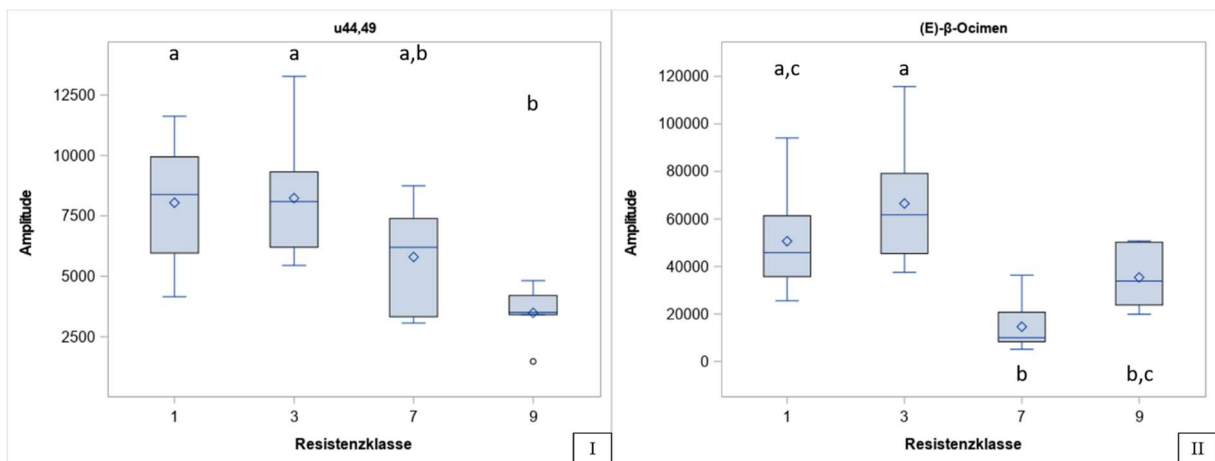 u44,49
a a a,b
b
12500
10000
7500
5000
2500
Amplitude
1 3 7 9
Resistenzklasse
I
(E)-β-Ocimen
a,c a
120000
100000
80000
60000
40000
20000
0
b b,c
Amplitude
1 3 7 9
Resistenzklasse
II